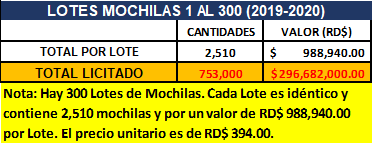 LOTES MOCHILAS 1 AL 300 (2019-2020)
CANTIDADES VALOR (RD$)
TOTAL POR LOTE 2,510 $ 988,940.00
TOTAL LICITADO 753,000 $296,682,000.00
Nota: Hay 300 Lotes de Mochilas. Cada Lote es idéntico y
contiene 2,510 mochilas y por un valor de RD$ 988,940.00
por Lote. El precio unitario es de RD$ 394.00.